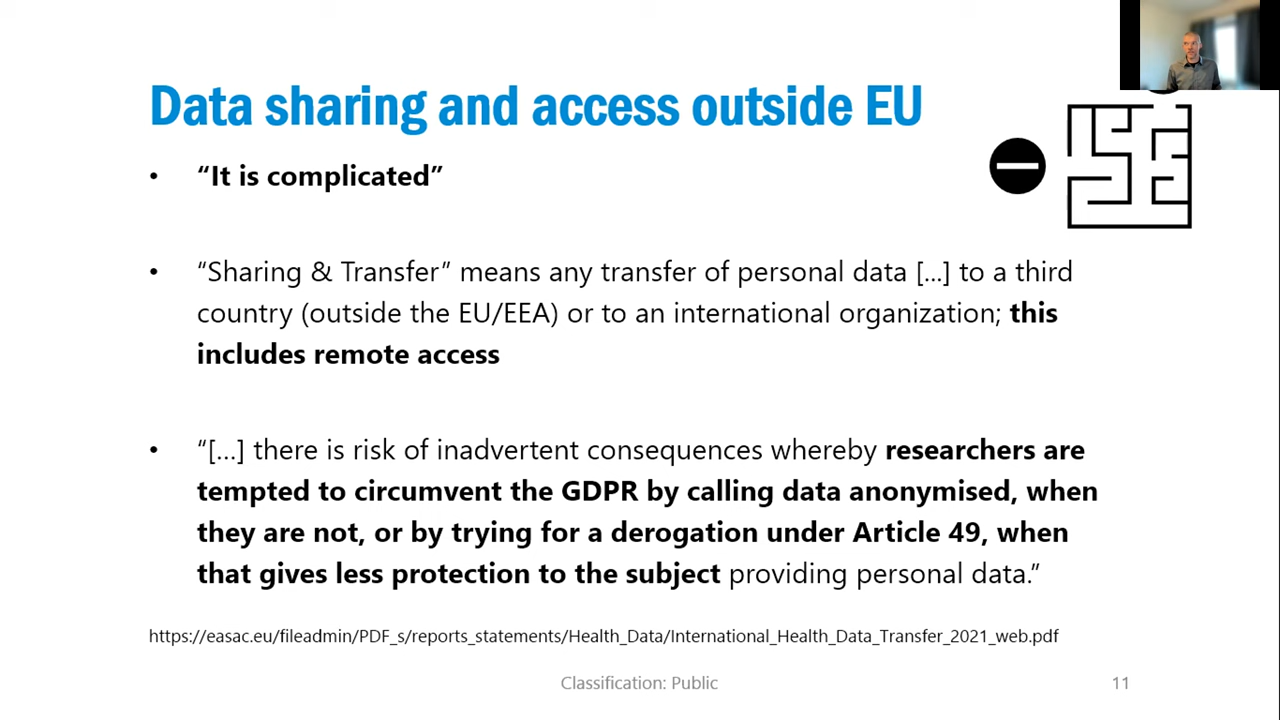 Data sharing and access outside EU
• “It is complicated”
• “Sharing & Transfer” means any transfer of personal data [...] to a third
country (outside the EU/EEA) or to an international organization; this
includes remote access
• “[...] there is risk of inadvertent consequences whereby researchers are
tempted to circumvent the GDPR by calling data anonymised, when
they are not, or by trying for a derogation under Article 49, when
that gives less protection to the subject providing personal data.”
https://easac.eu/fileadmin/PDF_s/reports_statements/Health_Data/International_Health_Data_Transfer_2021_web.pdf
Classification: Public
11